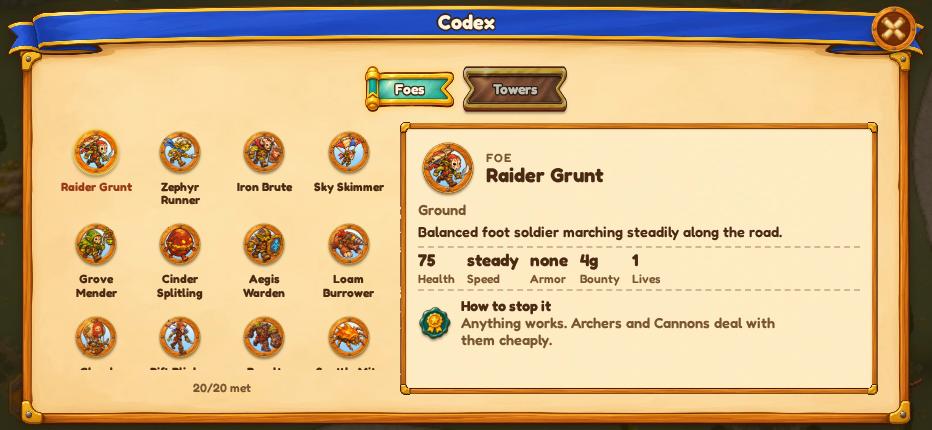 Codex
Foes
Towers
Raider Grunt
Zephyr
Runner
Iron Brute
Sky Skimmer
Grove
Mender
Cinder
Splitling
Aegis
Warden
Loam
Burrower
20/20 met
FOE
Raider Grunt
Ground
Balanced foot soldier marching steadily along the road.
75 steady none 4g 1
Health Speed Armor Bounty Lives
How to stop it
Anything works. Archers and Cannons deal with
them cheaply.